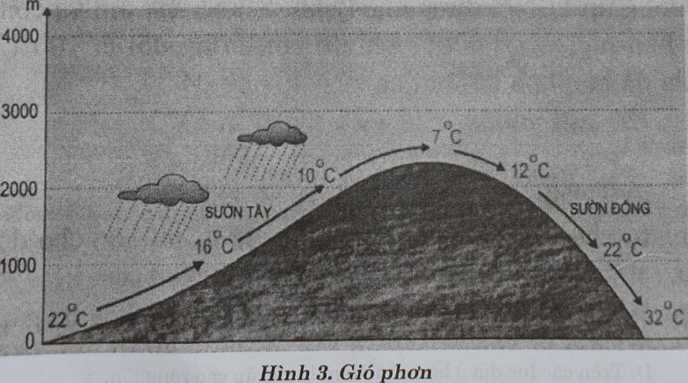 m
4000
3000
2000
1000
0
7°C
10°C
12°C
SƯỜN TÂY
SƯỜN ĐÔNG
16°C
22°C
22°C
32°C
Hình 3. Gió phơn